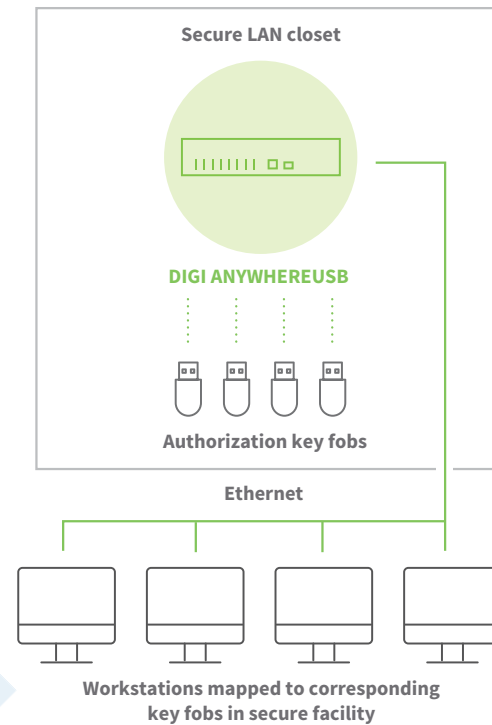 Secure LAN closet
DIGI ANYWHEREUSB
Authorization key fobs
Ethernet
Workstations mapped to corresponding
key fobs in secure facility